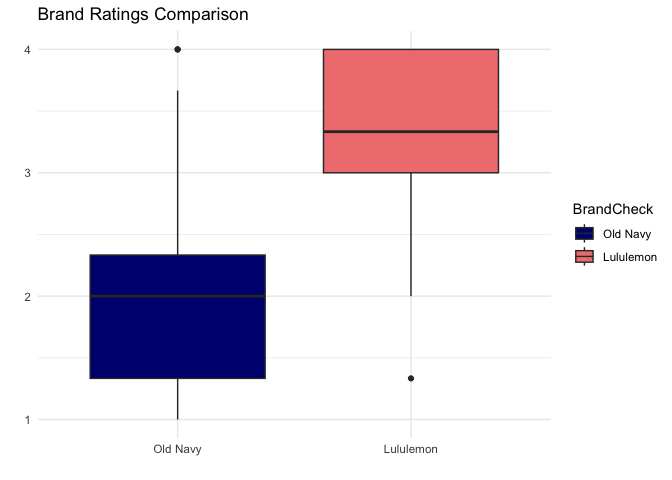 Brand Ratings Comparison
4
3
2
1
Old Navy
Lululemon
BrandCheck
Old Navy
Lululemon